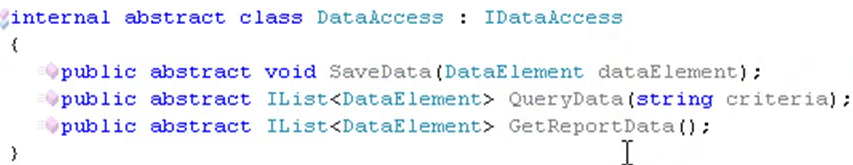 internal abstract class DataAccess : IDataAccess
{
public abstract void SaveData(DataElement dataElement);
public abstract IList<DataElement> QueryData(string criteria);
public abstract IList<DataElement> GetReportData();
}